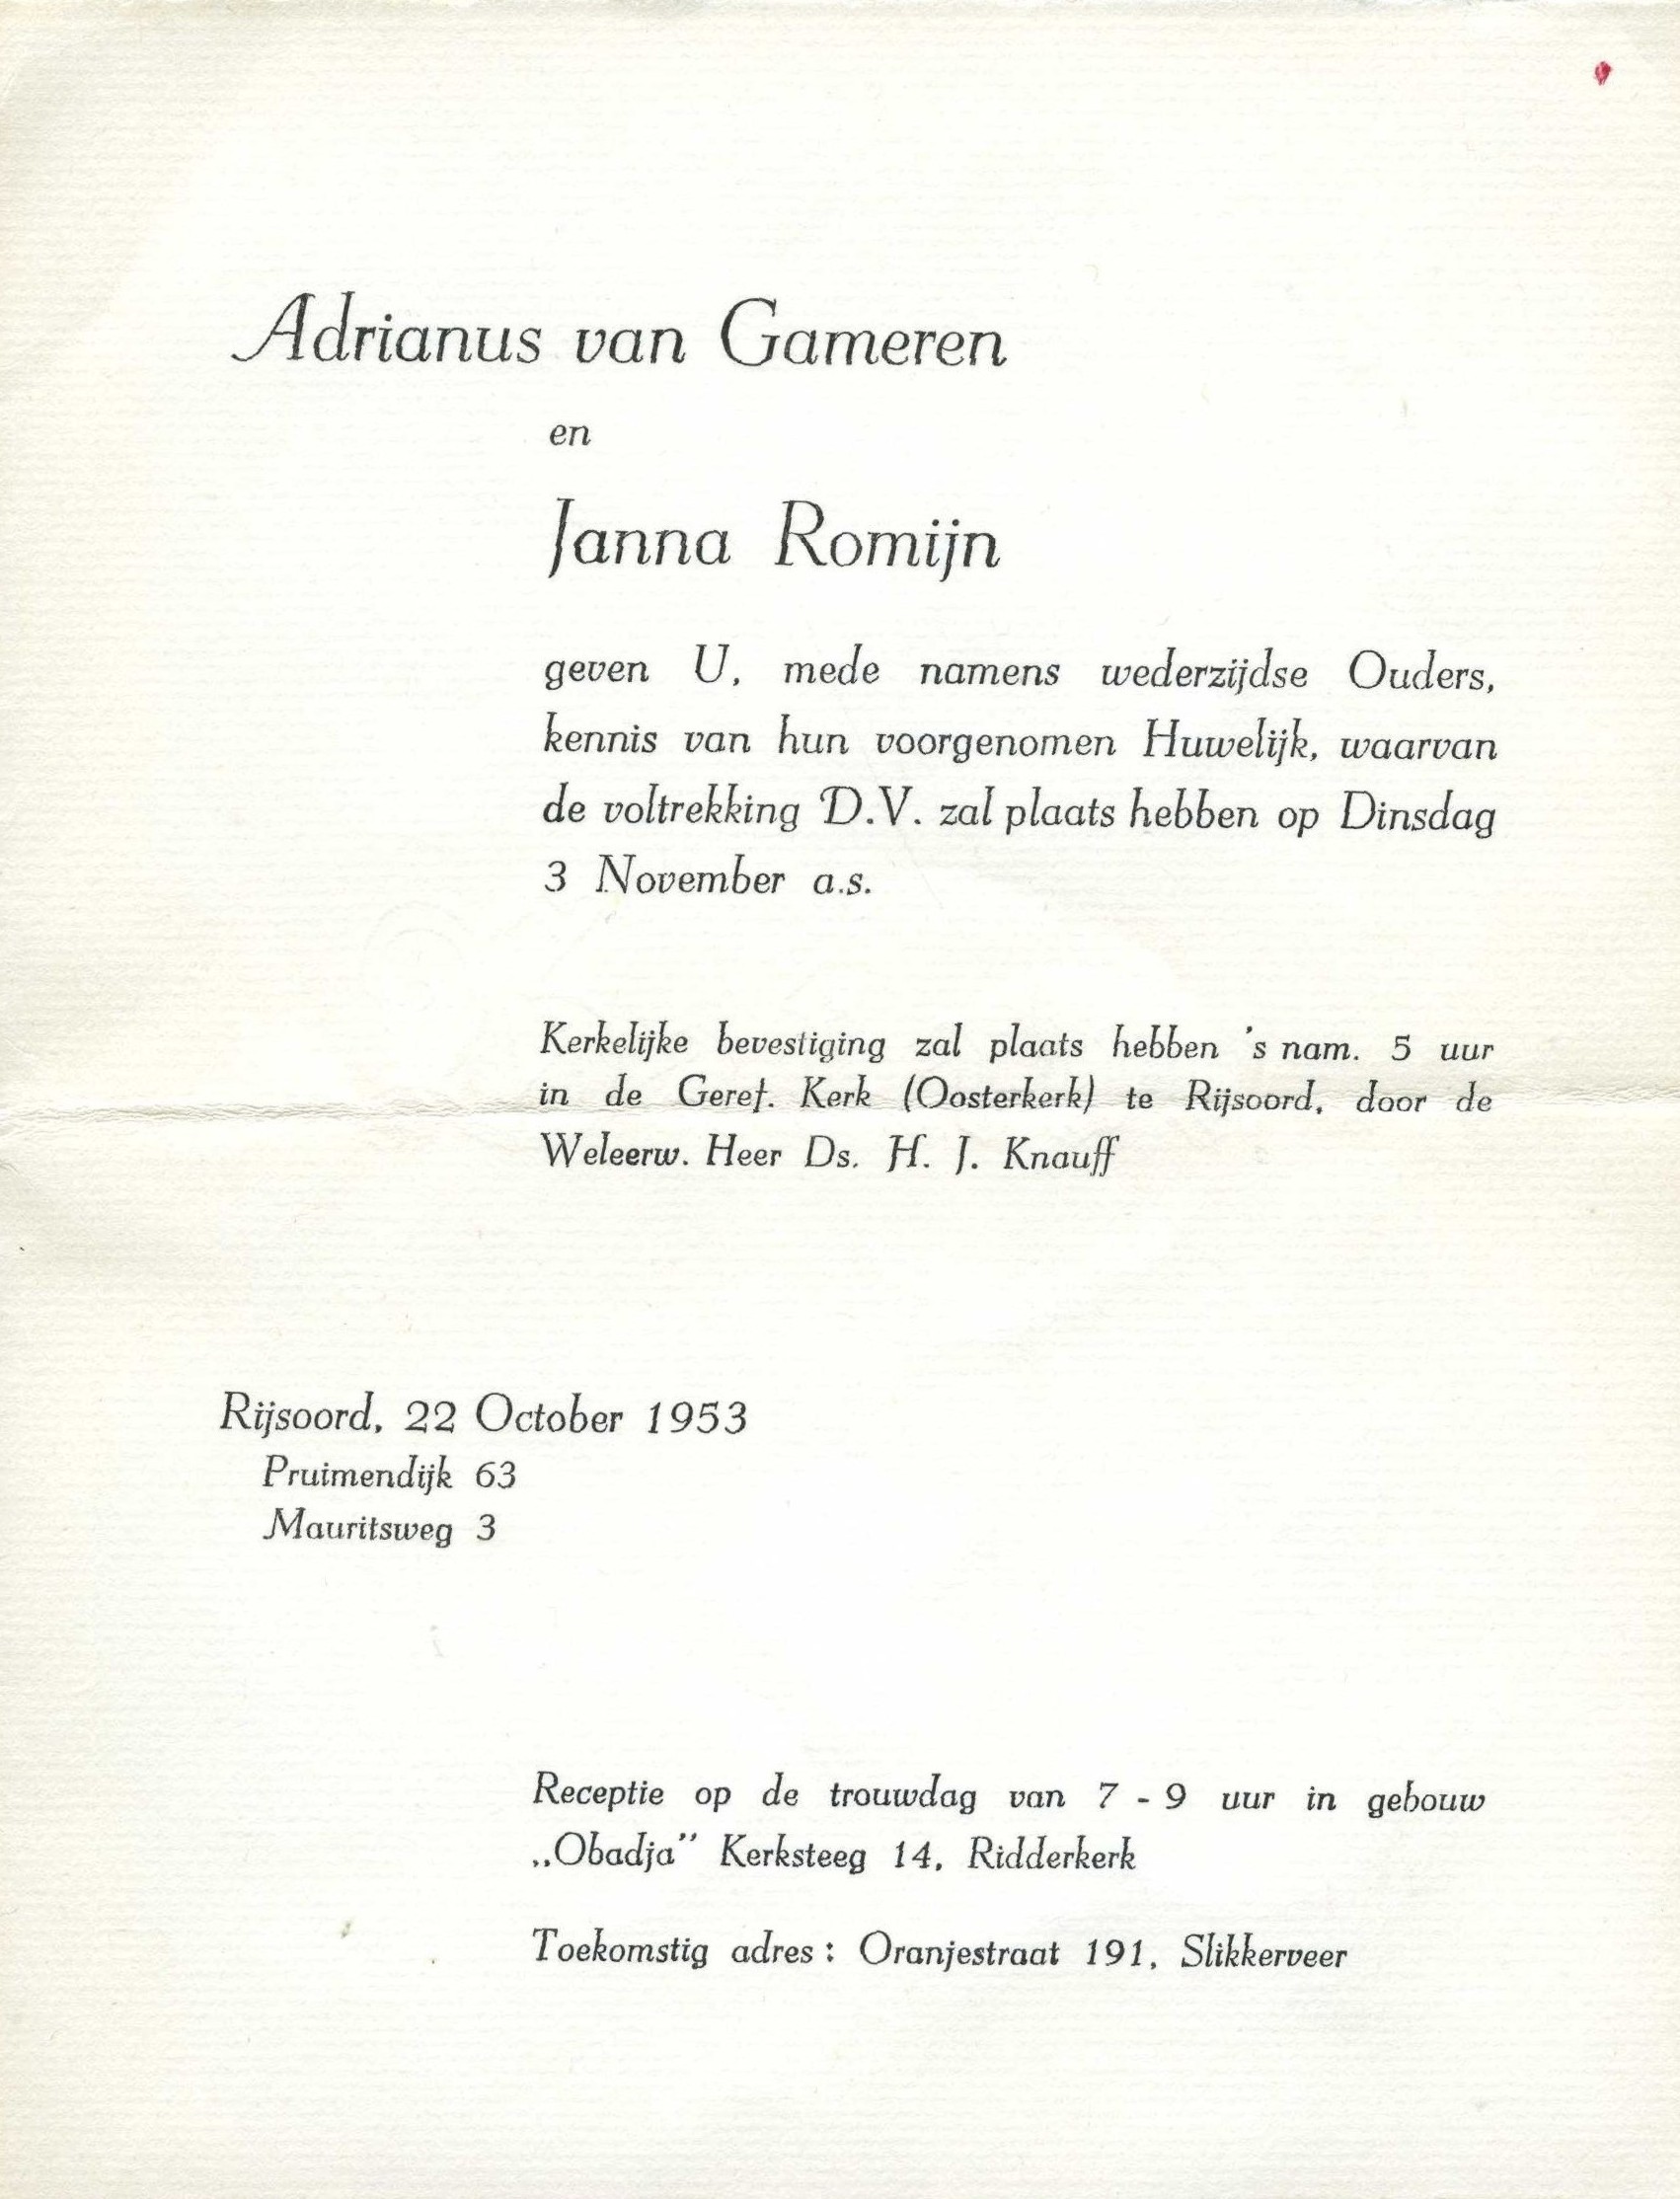 Adrianus van Gameren
en
Janna Romijn
geven U, mede namens wederzijdse Ouders,
kennis van hun voorgenomen Huwelijk, waarvan
de voltrekking D.V. zal plaats hebben op Dinsdag
3 November a.s.
Kerkelijke bevestiging zal plaats hebben 's nam. 5 uur
in de Geref. Kerk (Oosterkerk) te Rijsoord, door de
Weleerw. Heer Ds. H. J. Knauff
Rijsoord, 22 October 1953
Pruimendijk 63
Mauritsweg 3
Receptie op de trouwdag van 7 - 9 uur in gebouw
„Obadja” Kerksteeg 14, Ridderkerk
Toekomstig adres : Oranjestraat 191, Slikkerveer